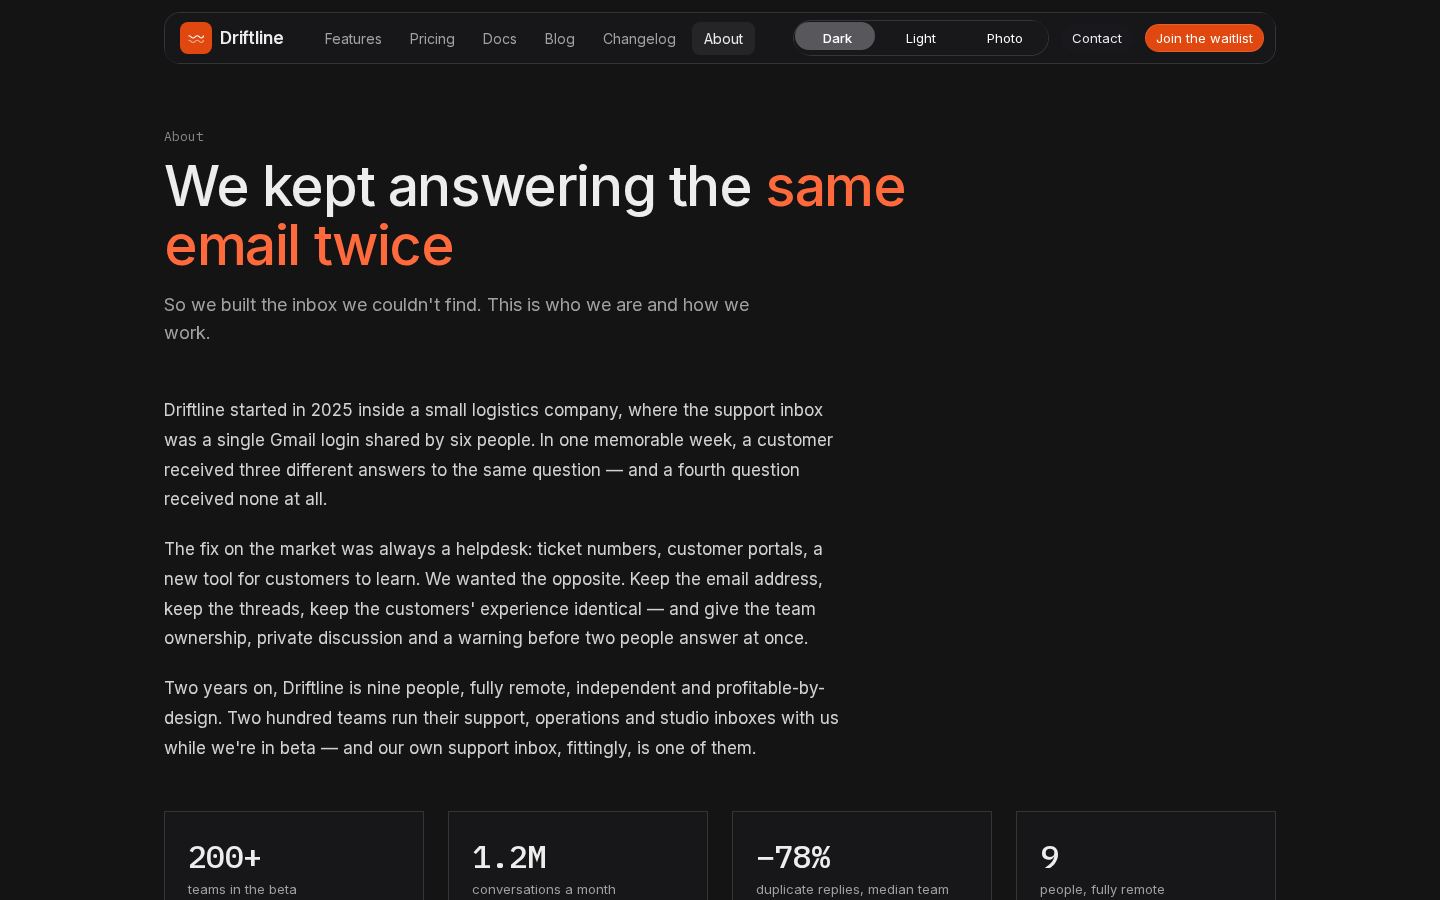 Driftline
Features
Pricing
Docs
Blog
Changelog
About
Dark
Light
Photo
Contact
Join the waitlist
About
We kept answering the same
email twice
So we built the inbox we couldn't find. This is who we are and how we
work.
Driftline started in 2025 inside a small logistics company, where the support inbox
was a single Gmail login shared by six people. In one memorable week, a customer
received three different answers to the same question — and a fourth question
received none at all.
The fix on the market was always a helpdesk: ticket numbers, customer portals, a
new tool for customers to learn. We wanted the opposite. Keep the email address,
keep the threads, keep the customers' experience identical — and give the team
ownership, private discussion and a warning before two people answer at once.
Two years on, Driftline is nine people, fully remote, independent and profitable-by-
design. Two hundred teams run their support, operations and studio inboxes with us
while we're in beta — and our own support inbox, fittingly, is one of them.
200+
teams in the beta
1.2M
conversations a month
−78%
duplicate replies, median team
9
people, fully remote